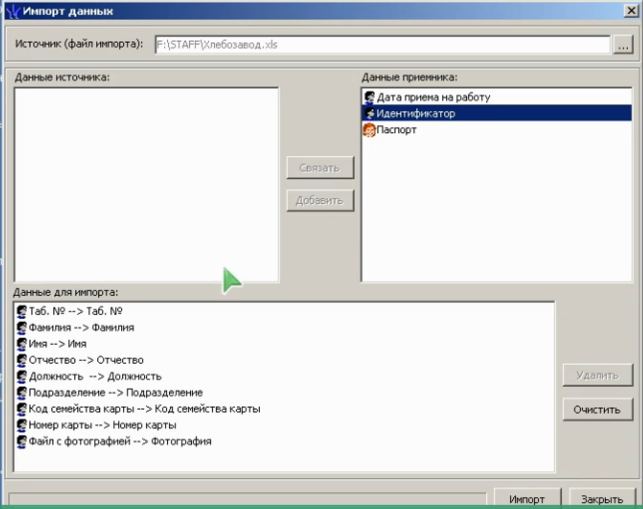 Импорт данных
Источник (файл импорта): F:\STAFF\Хлебозавод.xls ...
Данные источника:
Данные приемника:
Дата приема на работу
Идентификатор
Паспорт
Связать
Добавить
Данные для импорта:
Таб. № --> Таб. №
Фамилия --> Фамилия
Имя --> Имя
Отчество --> Отчество
Должность --> Должность
Подразделение --> Подразделение
Код семейства карты --> Код семейства карты
Номер карты --> Номер карты
Файл с фотографией --> Фотография
Удалить
Очистить
Импорт
Закрыть